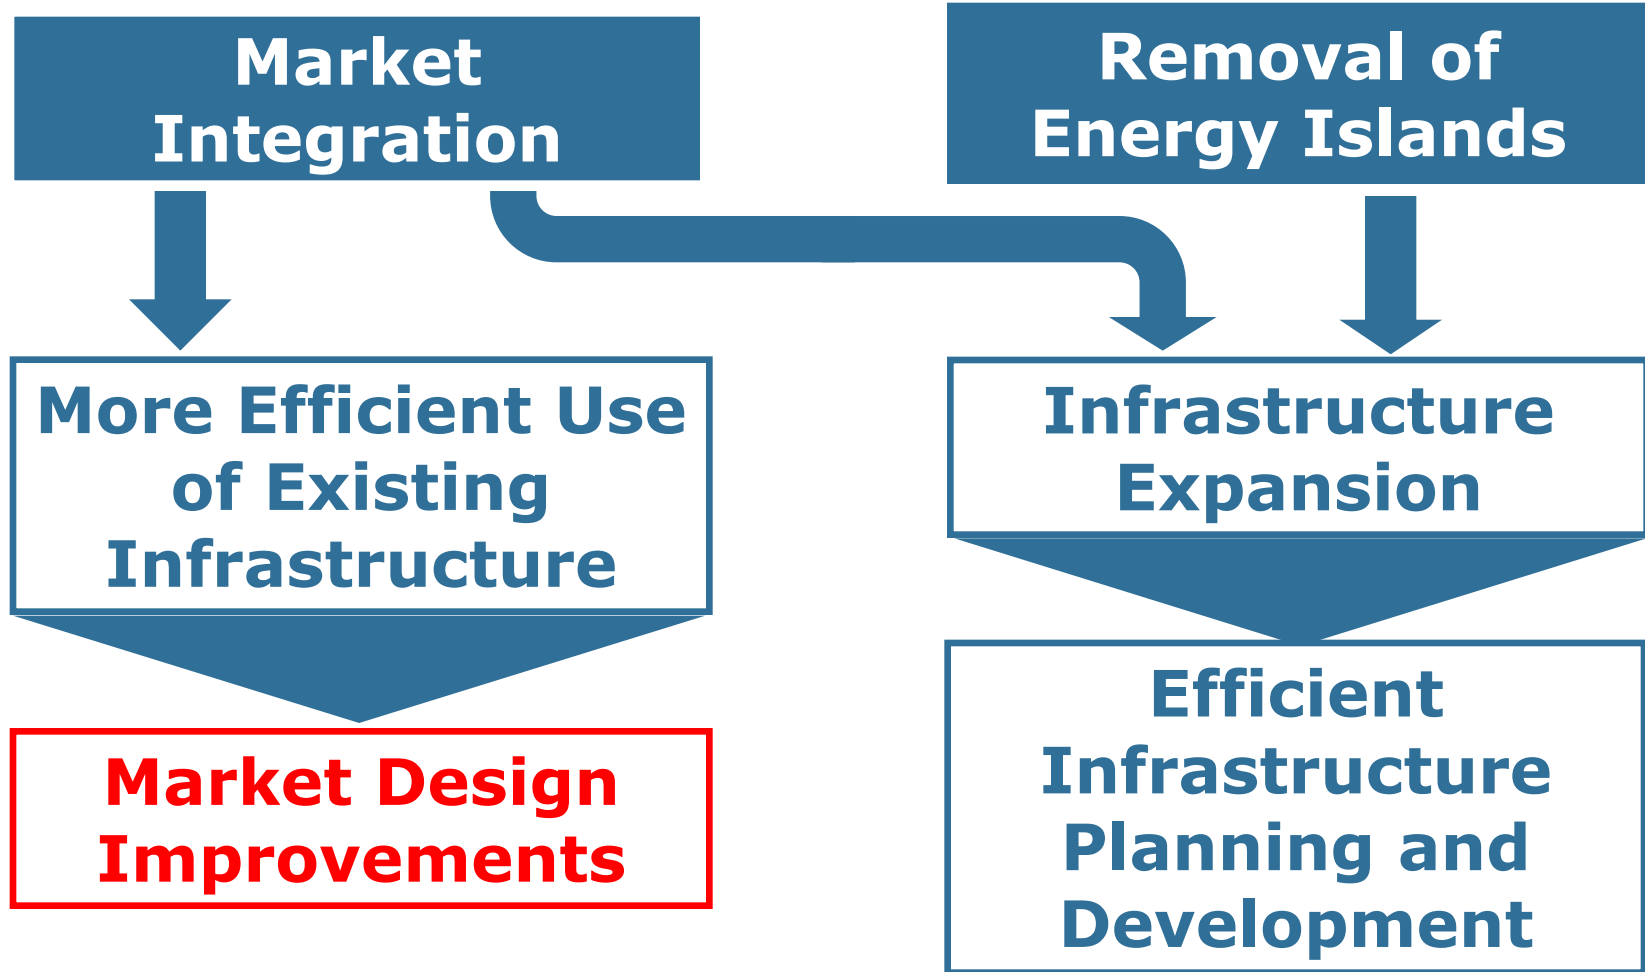 Market
Integration
Removal of
Energy Islands
More Efficient Use
of Existing
Infrastructure
Infrastructure
Expansion
Market Design
Improvements
Efficient
Infrastructure
Planning and
Development